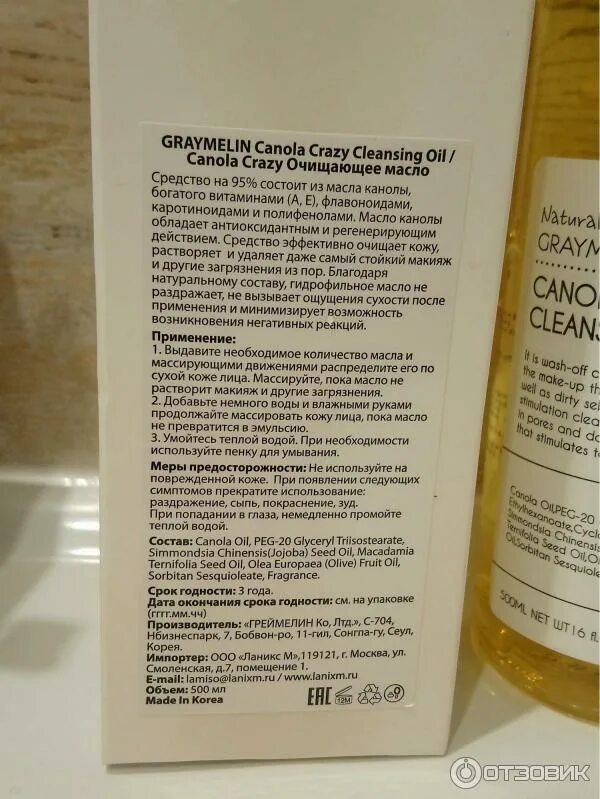 GRAYMELIN Canola Crazy Cleansing Oil /
Canola Crazy Очищающее масло
Средство на 95% состоит из масла канолы,
богатого витаминами (А, Е), флавоноидами,
каротиноидами и полифенолами. Масло канолы
обладает антиоксидантным и регенерирующим
действием. Средство эффективно очищает кожу,
растворяет и удаляет даже самый стойкий макияж
и другие загрязнения из пор. Благодаря
натуральному составу, гидрофильное масло не
раздражает, не вызывает ощущения сухости после
применения и минимизирует возможность
возникновения негативных реакций.
Применение:
1. Выдавите необходимое количество масла и
массирующими движениями распределите его по
сухой коже лица. Массируйте, пока масло не
растворит макияж и другие загрязнения.
2. Добавьте немного воды и влажными руками
продолжайте массировать кожу лица, пока масло
не превратится в эмульсию.
3. Умойтесь теплой водой. При необходимости
используйте пенку для умывания.
Меры предосторожности: Не используйте на
поврежденной коже. При появлении следующих
симптомов прекратите использование:
раздражение, сыпь, покраснение, зуд.
При попадании в глаза, немедленно промойте
теплой водой.
Состав: Canola Oil, PEG-20 Glyceryl Triisostearate,
Simmondsia Chinensis(Jojoba) Seed Oil, Macadamia
Ternifolia Seed Oil, Olea Europaea (Olive) Fruit Oil,
Sorbitan Sesquioleate, Fragrance.
Срок годности: 3 года.
Дата окончания срока годности: см. на упаковке
(гггг.мм.чч)
Производитель: «ГРЕЙМЕЛИН Ко, Лтд.», С-704,
Нбизнеспарк, 7, Бобвон-ро, 11-гил, Сонгпа-гу, Сеул,
Корея.
Импортер: ООО «Ланикс М»,119121, г. Москва, ул.
Смоленская, д.7, помещение 1.
E-mail: lamiso@lanixm.ru / www.lanixm.ru
Объем: 500 мл
Made in Korea
EAC
12M
Natural
GRAYM
CANO
CLEANS
It is wash-off c
the make-up th
well as dirty se
stimulation clea
in pores and
that stimulates t
Canola Oil,PEG-20
Ethylhexanoate,Cycl
Simmondsia Chinensis
Ternifolia Seed Oil,O
Oil,Sorbitan Sesquiole
500ML NET WT16 fl.
ОТЗОВИК